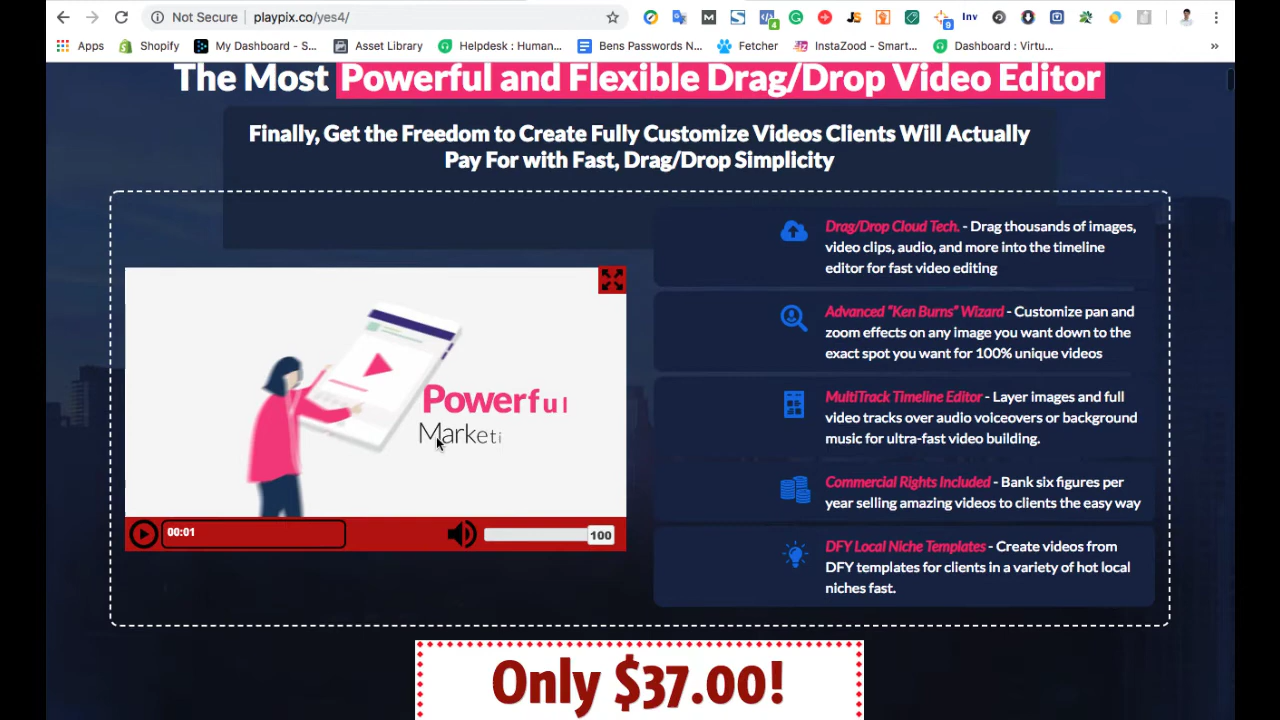 Not Secure playpix.co/yes4/
Inv
4
9
Apps Shopify My Dashboard - S... Asset Library Helpdesk : Human... Bens Passwords N... Fetcher InstaZood - Smart... Dashboard : Virtu... »
The Most Powerful and Flexible Drag/Drop Video Editor
Finally, Get the Freedom to Create Fully Customize Videos Clients Will Actually
Pay For with Fast, Drag/Drop Simplicity
Powerful
Marketi
00:01
100
Drag/Drop Cloud Tech. - Drag thousands of images,
video clips, audio, and more into the timeline
editor for fast video editing
Advanced “Ken Burns” Wizard - Customize pan and
zoom effects on any image you want down to the
exact spot you want for 100% unique videos
MultiTrack Timeline Editor - Layer images and full
video tracks over audio voiceovers or background
music for ultra-fast video building.
Commercial Rights Included - Bank six figures per
year selling amazing videos to clients the easy way
DFY Local Niche Templates - Create videos from
DFY templates for clients in a variety of hot local
niches fast.
Only $37.00!